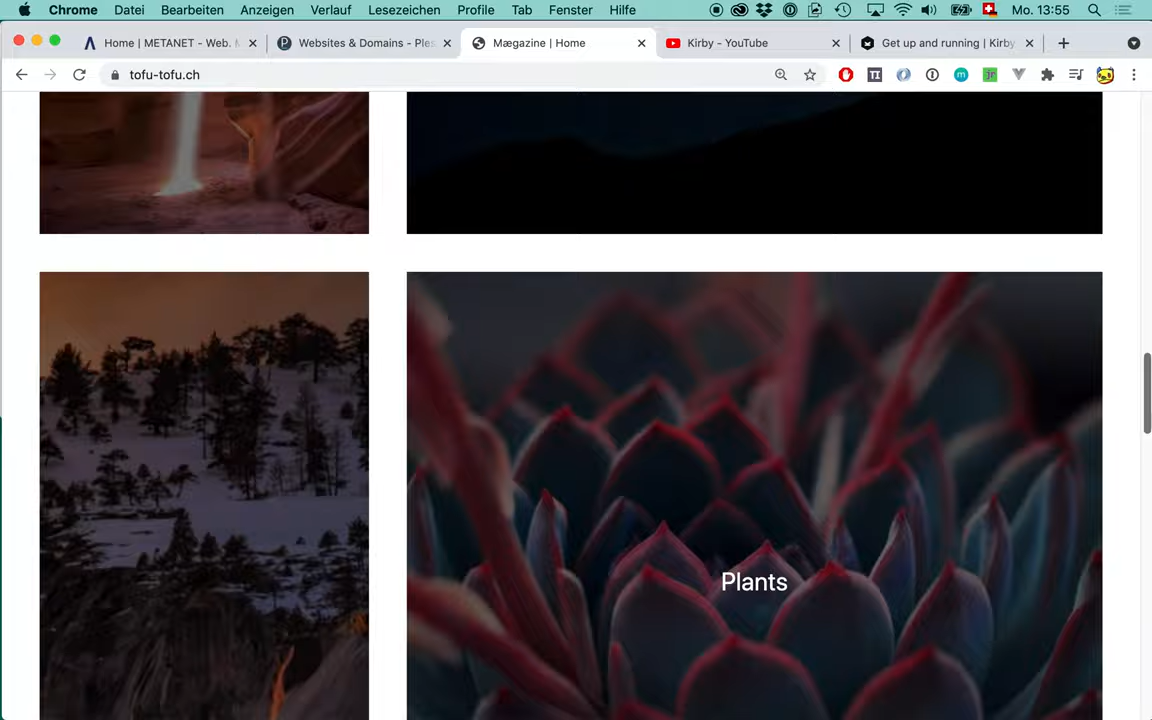 Chrome Datei Bearbeiten Anzeigen Verlauf Lesezeichen Profile Tab Fenster Hilfe Mo. 13:55
Home | METANET - Web. M Websites & Domains - Ples Mægazine | Home Kirby - YouTube Get up and running | Kirby
tofu-tofu.ch
Plants